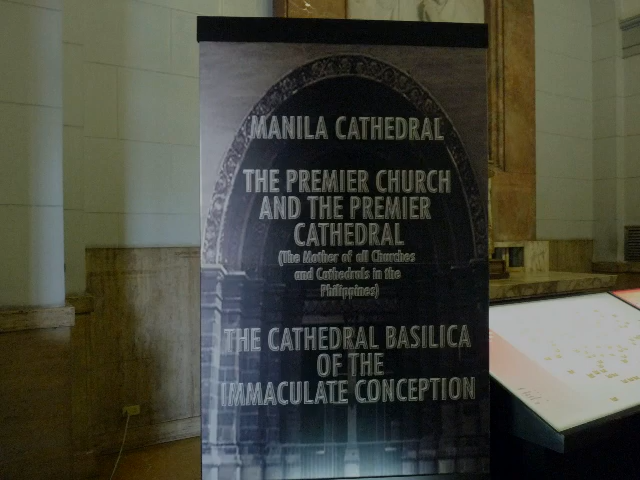 MANILA CATHEDRAL
THE PREMIER CHURCH
AND THE PREMIER
CATHEDRAL
(The Mother of all Churches
and Cathedrals in the
Philippines)
THE CATHEDRAL BASILICA
OF THE
IMMACULATE CONCEPTION